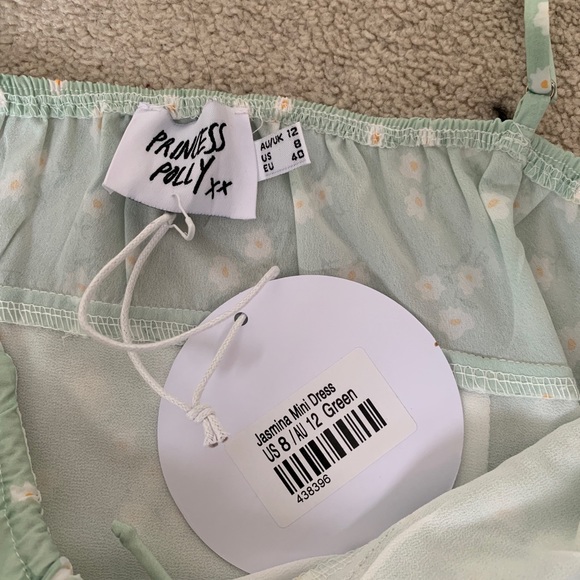 PRINCESS
POLLY xx
AU/UK 12
US 8
EU 40
Jasmina Mini Dress
US 8 / AU 12 Green
438396